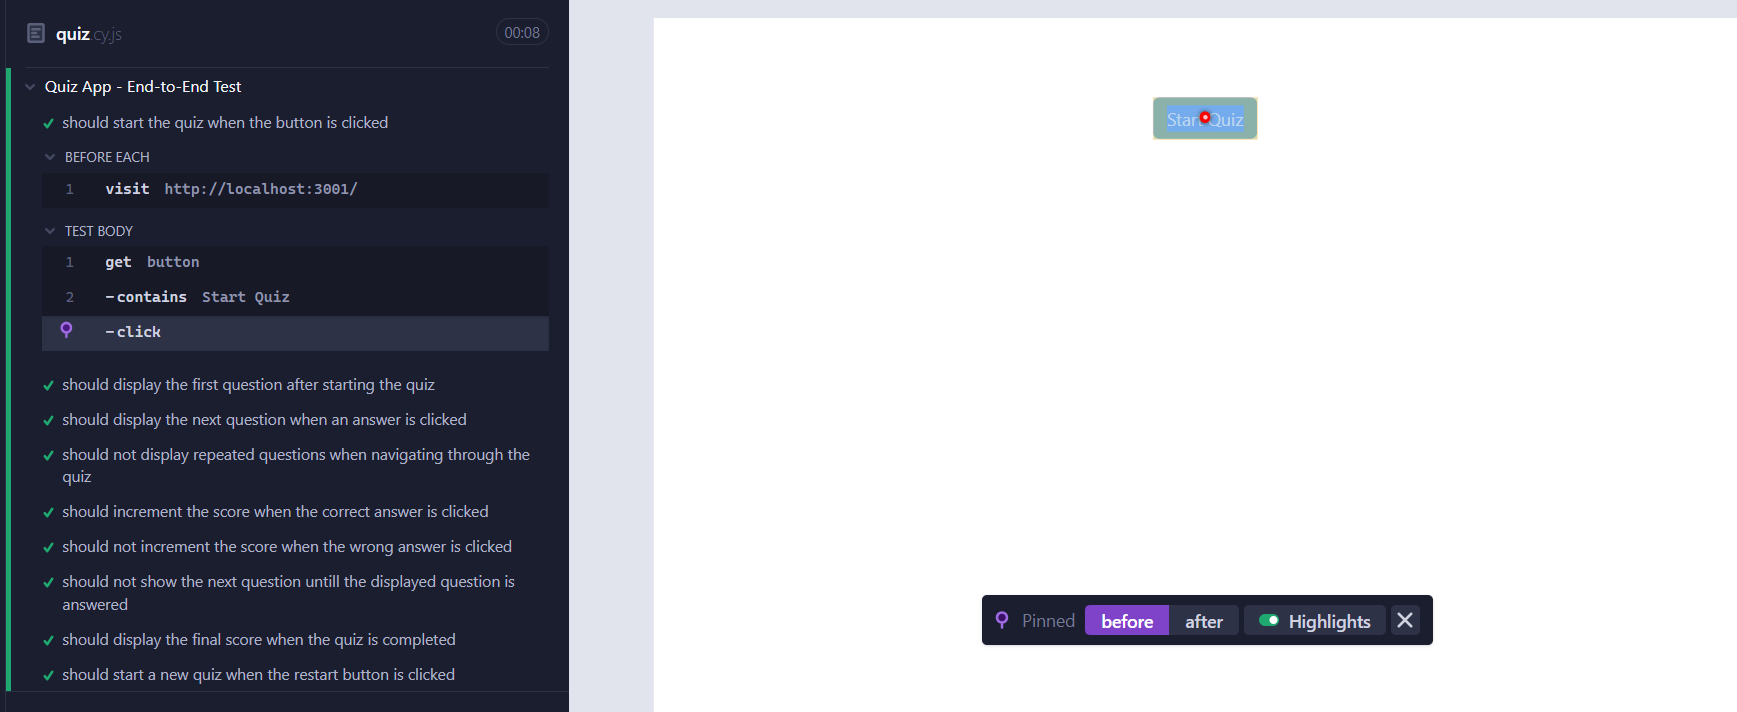 quiz.cy.js
00:08
Quiz App - End-to-End Test
should start the quiz when the button is clicked
BEFORE EACH
1 visit http://localhost:3001/
TEST BODY
1 get button
2 -contains Start Quiz
-click
should display the first question after starting the quiz
should display the next question when an answer is clicked
should not display repeated questions when navigating through the
quiz
should increment the score when the correct answer is clicked
should not increment the score when the wrong answer is clicked
should not show the next question untill the displayed question is
answered
should display the final score when the quiz is completed
should start a new quiz when the restart button is clicked
Start Quiz
Pinned before after Highlights